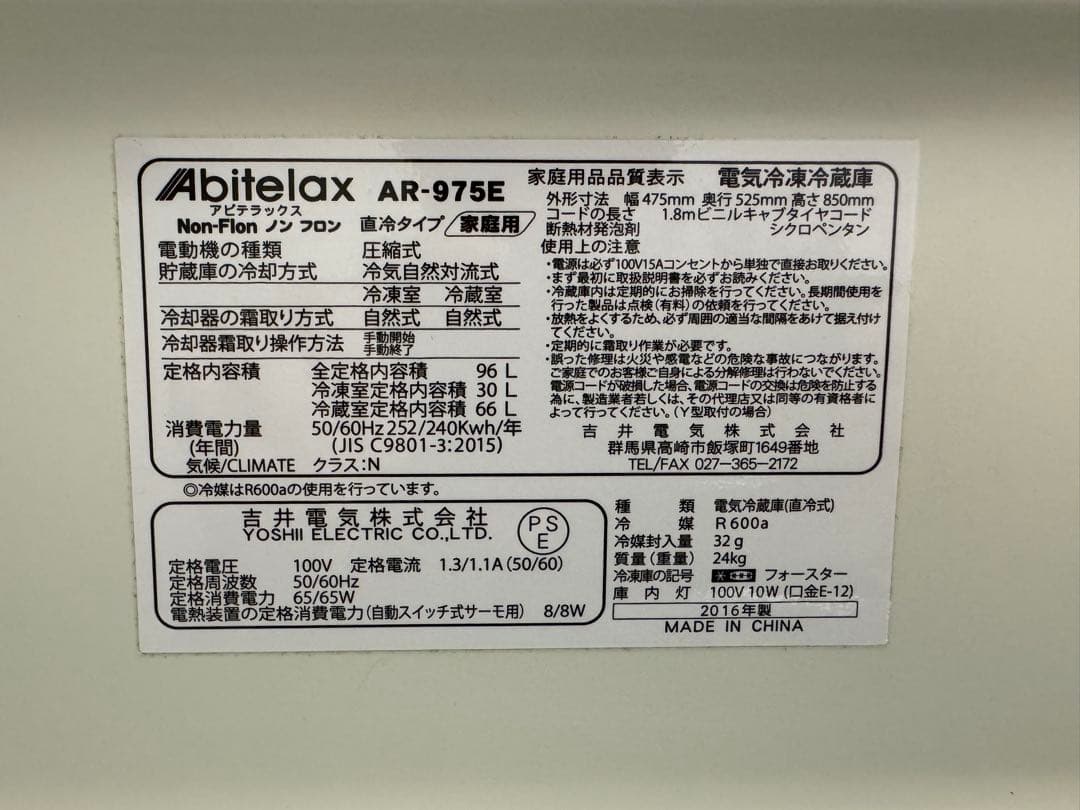 Abitelax AR-975E
アビテラックス
Non-Flon ノン フロン 直冷タイプ 家庭用
電動機の種類 圧縮式
貯蔵庫の冷却方式 冷気自然対流式
冷凍室 冷蔵室
冷却器の霜取り方式 自然式 自然式
冷却器霜取り操作方法 手動開始
手動終了
定格内容積 全定格内容積 96 L
冷凍室定格内容積 30 L
冷蔵室定格内容積 66 L
消費電力量 50/60Hz 252/240Kwh/年
(年間) (JIS C9801-3:2015)
気候/CLIMATE クラス:N
家庭用品品質表示 電気冷凍冷蔵庫
外形寸法 幅475mm 奥行525mm 高さ850mm
コードの長さ 1.8mビニルキャブタイヤコード
断熱材発泡剤 シクロペンタン
使用上の注意
・電源は必ず100V15Aコンセントから単独で直接お取りください。
・まず最初に取扱説明書を必ずお読みください。
・冷蔵庫内は定期的にお掃除を行ってください。長期間使用を
行った製品は点検(有料)の依頼を行ってください。
・放熱をよくするため、必ず周囲の適当な間隔をあけて据え付け
てください。
・定期的に霜取り作業が必要です。
・誤った修理は火災や感電などの危険な事故につながります。
ご家庭でのお客様ご自身による分解修理は行わないでください。
電源コードが破損した場合、電源コードの交換は危険を防止する
為に、製造業者若しくは、その代理店又は同等の有資格者に
よって行ってください。(Y型取付の場合)
吉井電気株式会社
群馬県高崎市飯塚町1649番地
TEL/FAX 027-365-2172
◎冷媒はR600aの使用を行っています。
吉井電気株式会社
YOSHII ELECTRIC CO.,LTD.
PS
E
定格電圧 100V 定格電流 1.3/1.1A(50/60)
定格周波数 50/60Hz
定格消費電力 65/65W
電熱装置の定格消費電力(自動スイッチ式サーモ用) 8/8W
種類 電気冷蔵庫(直冷式)
冷媒 R600a
冷媒封入量 32g
質量(重量) 24kg
冷凍庫の記号 フォースター
庫内灯 100V 10W (口金E-12)
2016年製
MADE IN CHINA